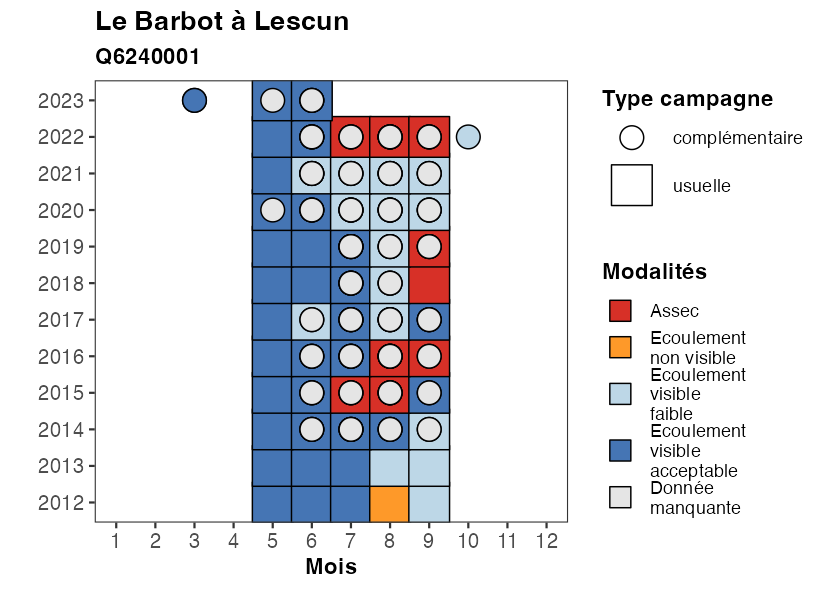 Le Barbot à Lescun
Q6240001
2023
2022
2021
2020
2019
2018
2017
2016
2015
2014
2013
2012
1 2 3 4 5 6 7 8 9 10 11 12
Mois
Type campagne
complémentaire
usuelle
Modalités
Assec
Ecoulement
non visible
Ecoulement
visible
faible
Ecoulement
visible
acceptable
Donnée
manquante